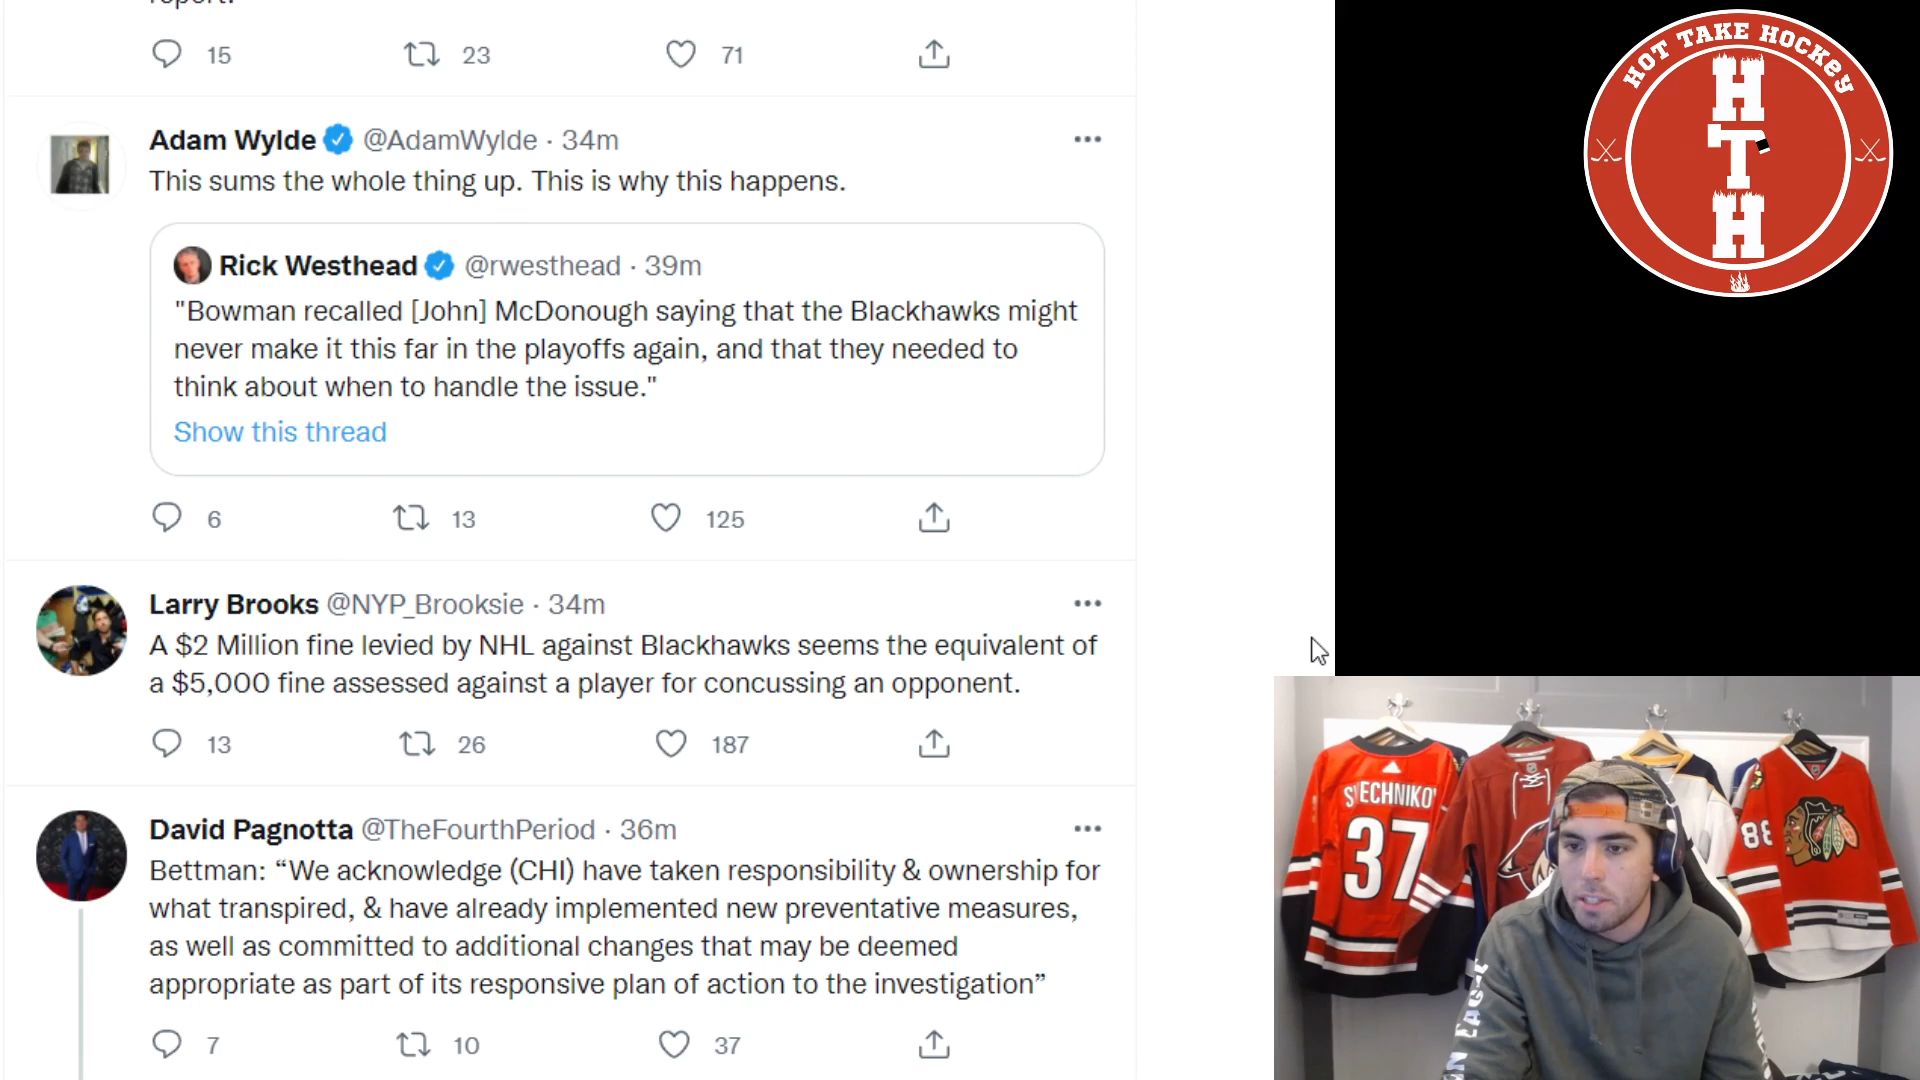 15 23 71
Adam Wylde @AdamWylde · 34m
This sums the whole thing up. This is why this happens.
Rick Westhead @rwesthead · 39m
"Bowman recalled [John] McDonough saying that the Blackhawks might
never make it this far in the playoffs again, and that they needed to
think about when to handle the issue."
Show this thread
6 13 125
Larry Brooks @NYP_Brooksie · 34m
A $2 Million fine levied by NHL against Blackhawks seems the equivalent of
a $5,000 fine assessed against a player for concussing an opponent.
13 26 187
David Pagnotta @TheFourthPeriod · 36m
Bettman: “We acknowledge (CHI) have taken responsibility & ownership for
what transpired, & have already implemented new preventative measures,
as well as committed to additional changes that may be deemed
appropriate as part of its responsive plan of action to the investigation”
7 10 37
HOT TAKE HOCKEY
H
T
H
37
88